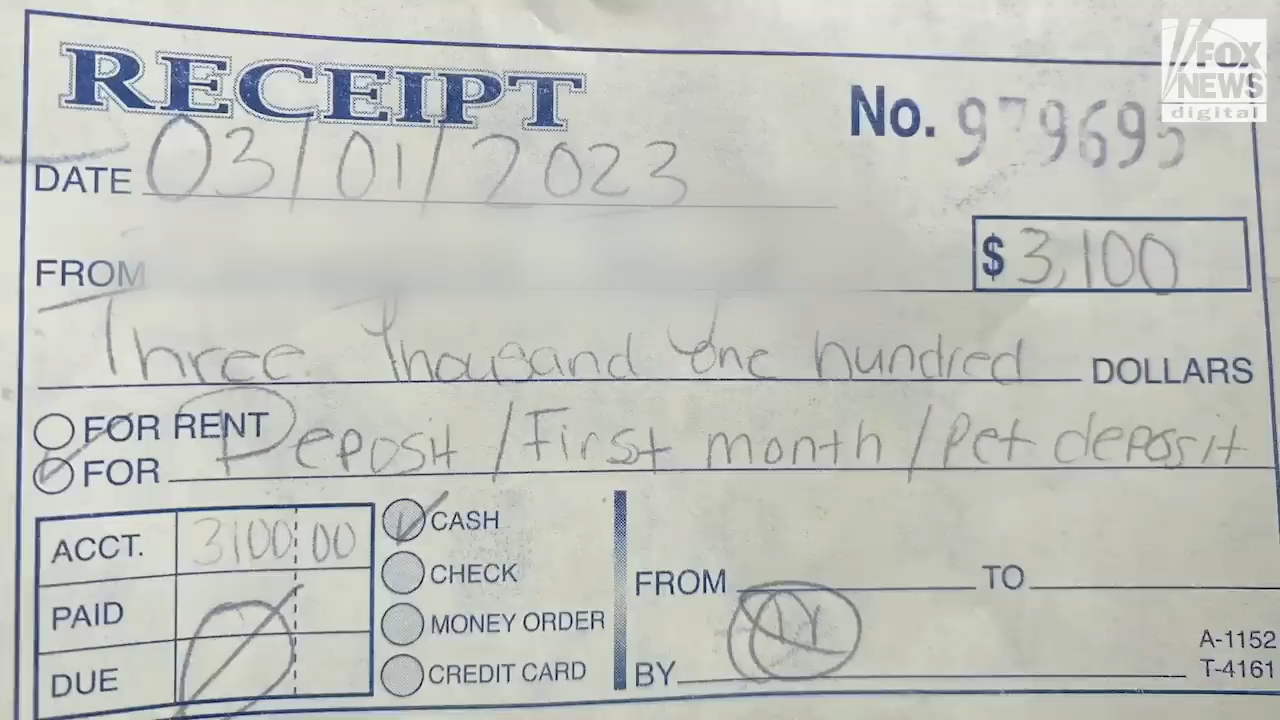 FOX
NEWS
digital
RECEIPT
No. 979695
DATE 03/01/2023
FROM
$ 3,100
Three Thousand one hundred DOLLARS
FOR RENT
FOR Deposit/First month/Pet deposit
ACCT. 3100 00
PAID
DUE
CASH
CHECK
MONEY ORDER
CREDIT CARD
FROM TO
BY
A-1152
T-4161